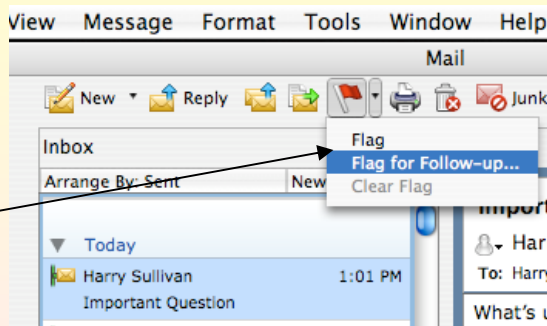 View Message Format Tools Window Help
Mail
New Reply Junk
Flag
Flag for Follow-up...
Clear Flag
Inbox
Arrange By: Sent New
Today
Harry Sullivan 1:01 PM
Important Question
Import
Har
To: Harry
What's u